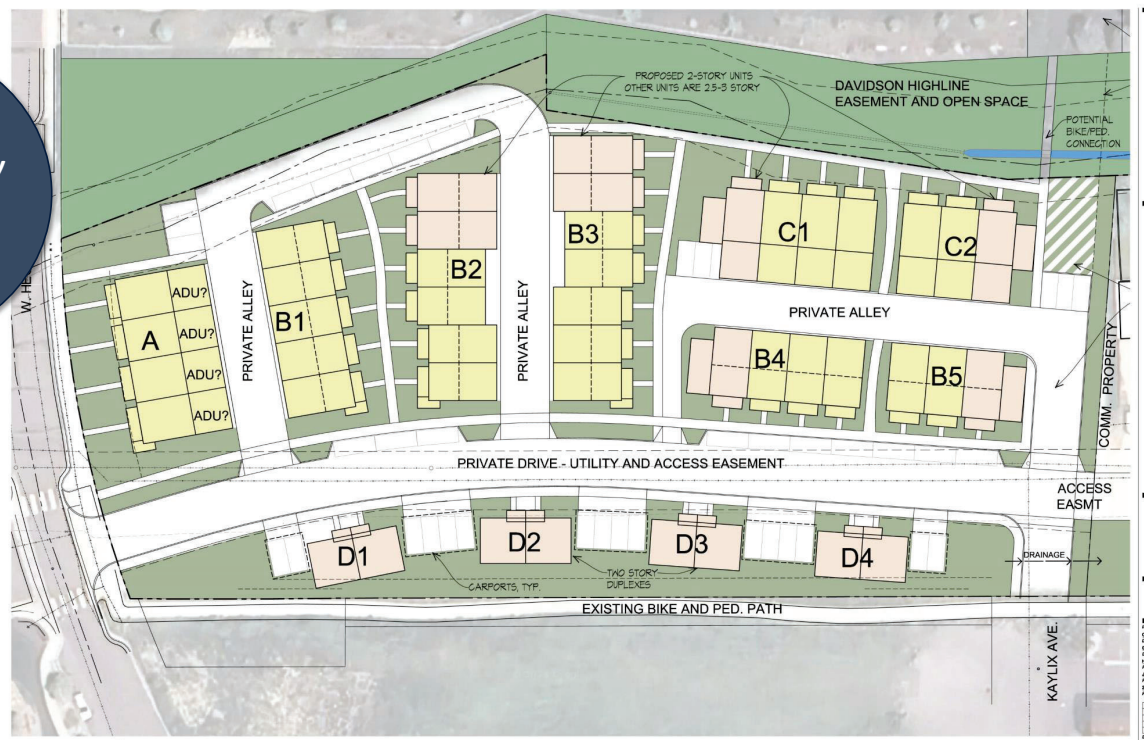 PROPOSED 2-STORY UNITS
OTHER UNITS ARE 2.5-3 STORY
DAVIDSON HIGHLINE
EASEMENT AND OPEN SPACE
POTENTIAL
BIKE/PED.
CONNECTION
Y
W. HE
A
ADU?
ADU?
ADU?
ADU?
PRIVATE ALLEY
B1
B2
PRIVATE ALLEY
B3
C1
C2
PRIVATE ALLEY
B4
B5
COMM. PROPERTY
PRIVATE DRIVE - UTILITY AND ACCESS EASEMENT
ACCESS
EASMT
D1
D2
D3
D4
DRAINAGE
CARPORTS, TYP.
TWO STORY
DUPLEXES
EXISTING BIKE AND PED. PATH
KAYLIX AVE.